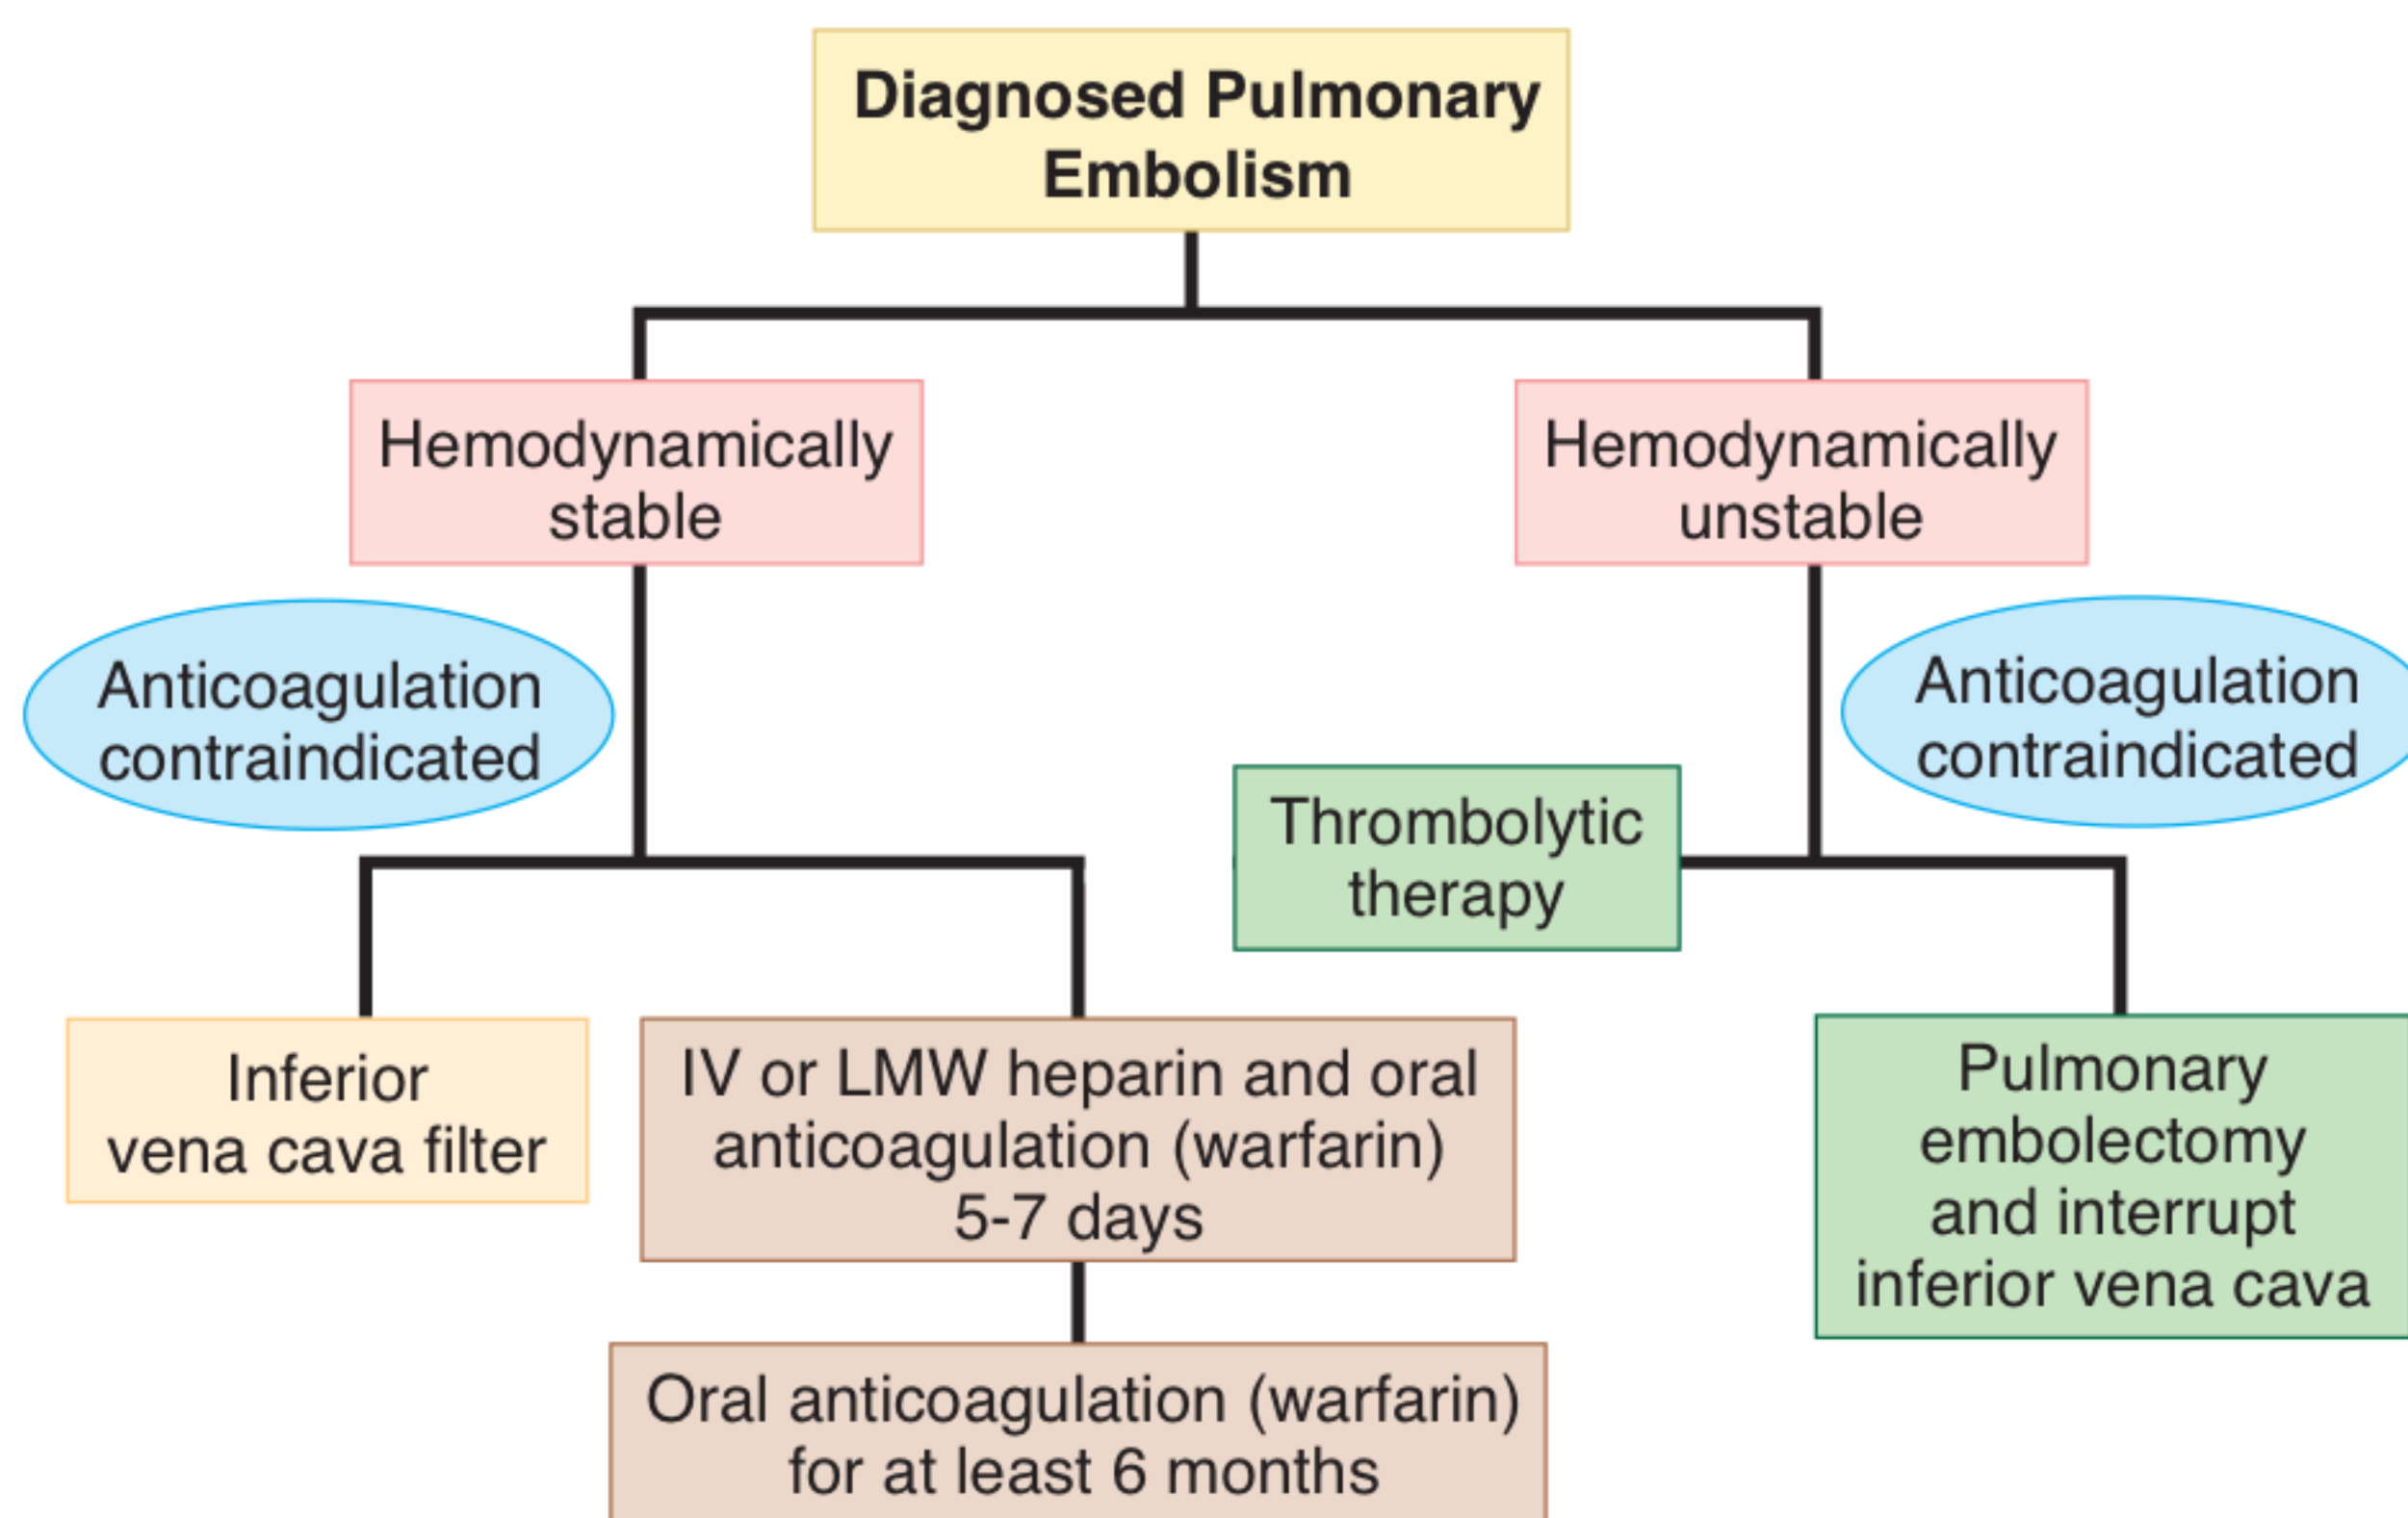 Diagnosed Pulmonary
Embolism
Hemodynamically
stable
Hemodynamically
unstable
Anticoagulation
contraindicated
Anticoagulation
contraindicated
Thrombolytic
therapy
Inferior
vena cava filter
IV or LMW heparin and oral
anticoagulation (warfarin)
5-7 days
Pulmonary
embolectomy
and interrupt
inferior vena cava
Oral anticoagulation (warfarin)
for at least 6 months